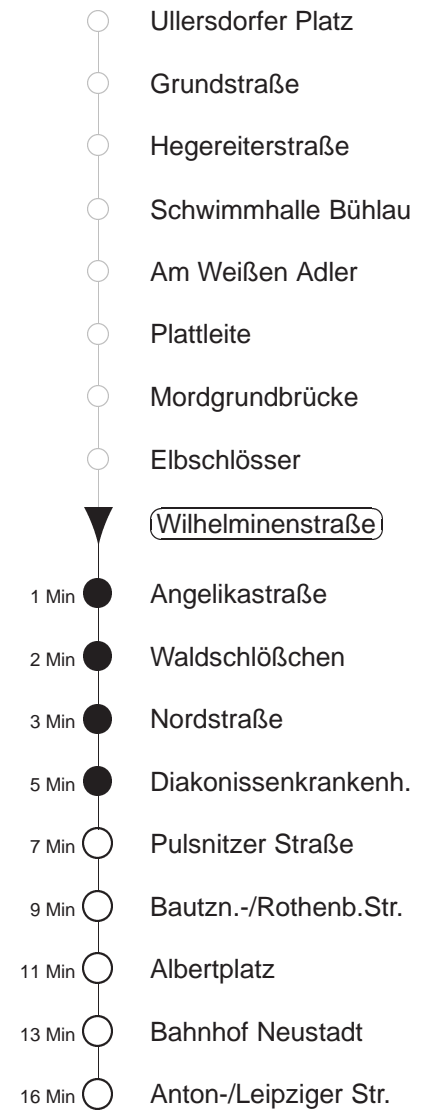 Ullersdorfer Platz
Grundstraße
Hegereiterstraße
Schwimmhalle Bühlau
Am Weißen Adler
Plattleite
Mordgrundbrücke
Elbschlösser
Wilhelminenstraße
1 Min Angelikastraße
2 Min Waldschlößchen
3 Min Nordstraße
5 Min Diakonissenkrankenh.
7 Min Pulsnitzer Straße
9 Min Bautzn.-/Rothenb.Str.
11 Min Albertplatz
13 Min Bahnhof Neustadt
16 Min Anton-/Leipziger Str.